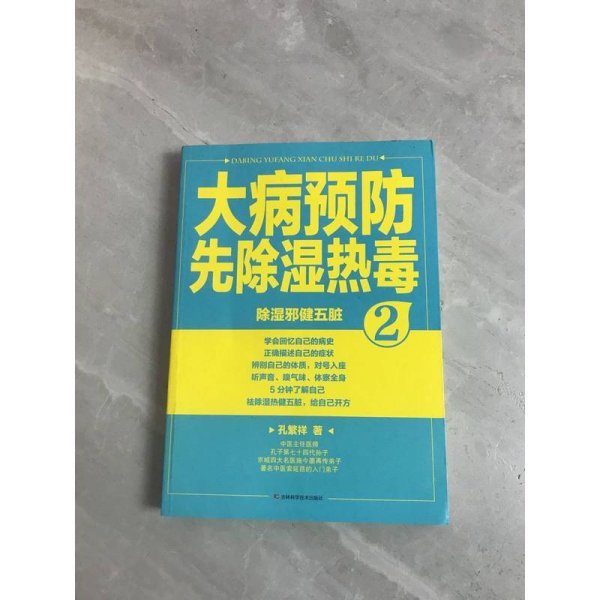 DABING YUFANG XIAN CHU SHI RE DU
大病预防
先除湿热毒
除湿邪健五脏
2
学会回忆自己的病史
正确描述自己的症状
辨别自己的体质，对号入座
听声音、嗅气味、体察全身
5分钟了解自己
祛除湿热健五脏，给自己开方
孔繁祥 著
中医主任医师
孔子第七十四代孙子
京城四大名医施今墨再传弟子
著名中医索延昌的入门弟子
吉林科学技术出版社